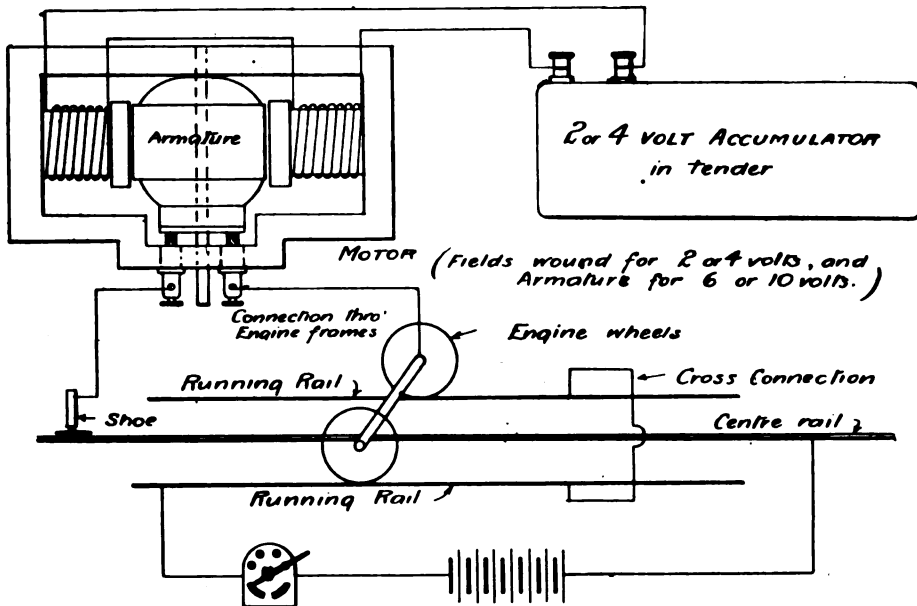 Armature
2 or 4 VOLT ACCUMULATOR
in tender
MOTOR (Fields wound for 2 or 4 volts, and
Armature for 6 or 10 volts.)
Connection thro'
Engine frames
Engine wheels
Running Rail
Cross Connection
Shoe
Centre rail
Running Rail